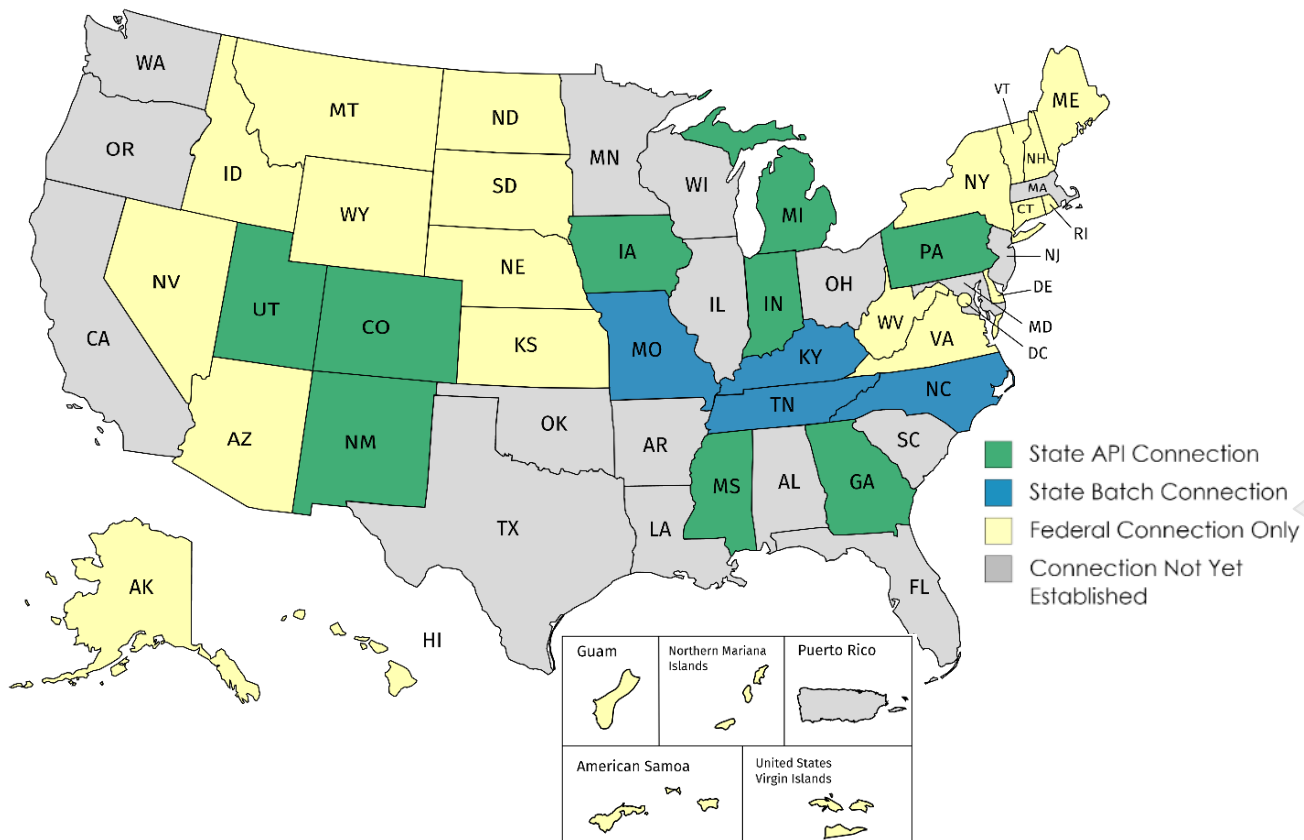 WA
OR
CA
ID
NV
MT
WY
UT
AZ
CO
NM
ND
SD
NE
KS
OK
TX
MN
IA
MO
AR
LA
WI
IL
MS
MI
IN
KY
TN
AL
OH
GA
FL
SC
NC
WV
VA
PA
NY
VT
ME
NH
MA
CT
RI
NJ
DE
MD
DC
AK
HI
State API Connection
State Batch Connection
Federal Connection Only
Connection Not Yet
Established
Guam
Northern Mariana
Islands
Puerto Rico
American Samoa
United States
Virgin Islands